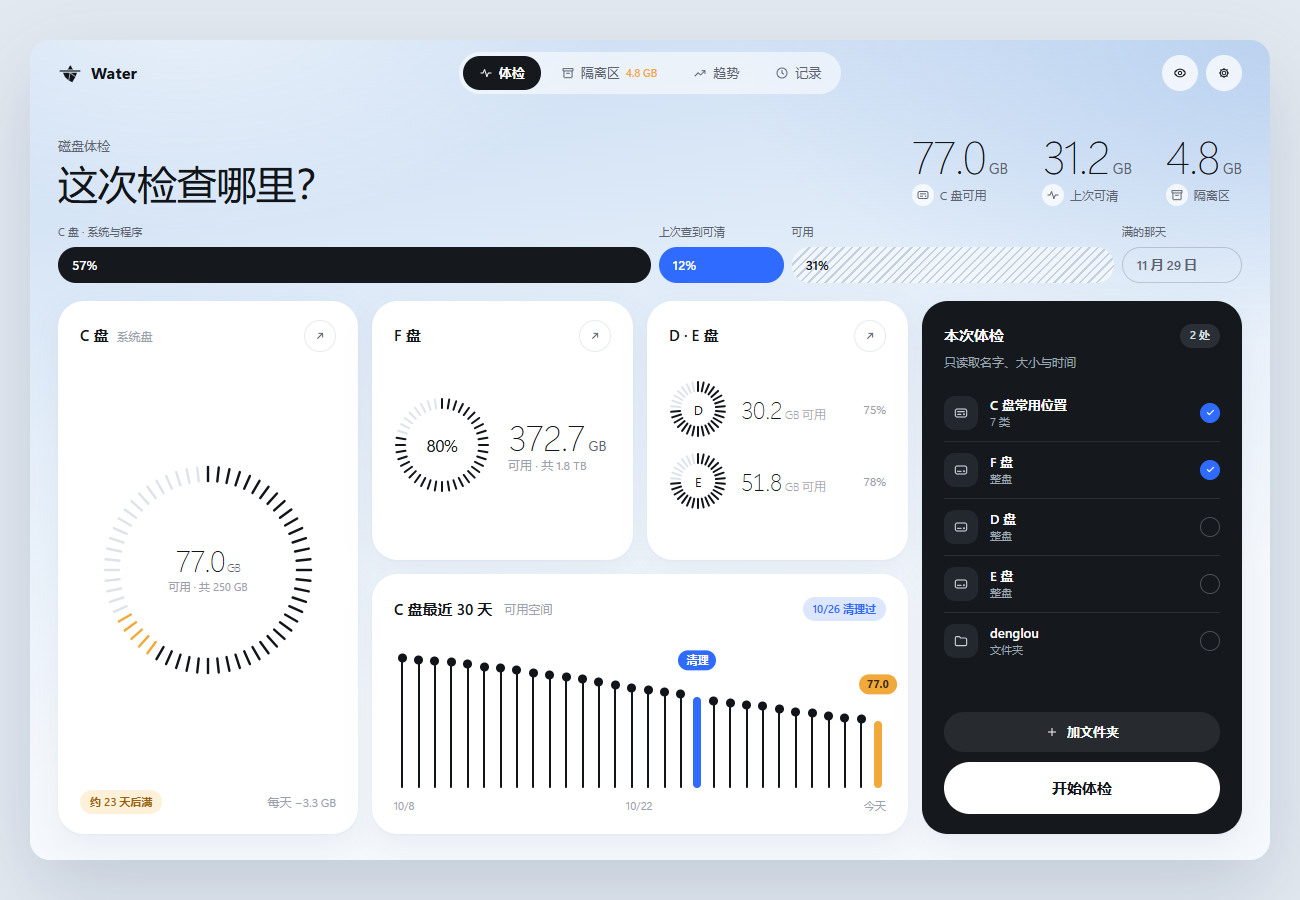 Water
体检
隔离区 4.8 GB
趋势
记录
磁盘体检
这次检查哪里?
77.0 GB
C 盘可用
31.2 GB
上次可清
4.8 GB
隔离区
C 盘 · 系统与程序
上次查到可清
可用
满的那天
57%
12%
31%
11 月 29 日
C 盘 系统盘
77.0 GB
可用 · 共 250 GB
约 23 天后满
每天 −3.3 GB
F 盘
80%
372.7 GB
可用 · 共 1.8 TB
D · E 盘
D
30.2 GB 可用
75%
E
51.8 GB 可用
78%
C 盘最近 30 天 可用空间
10/26 清理过
清理
77.0
10/8
10/22
今天
本次体检
2 处
只读取名字、大小与时间
C 盘常用位置
7 类
F 盘
整盘
D 盘
整盘
E 盘
整盘
denglou
文件夹
+ 加文件夹
开始体检